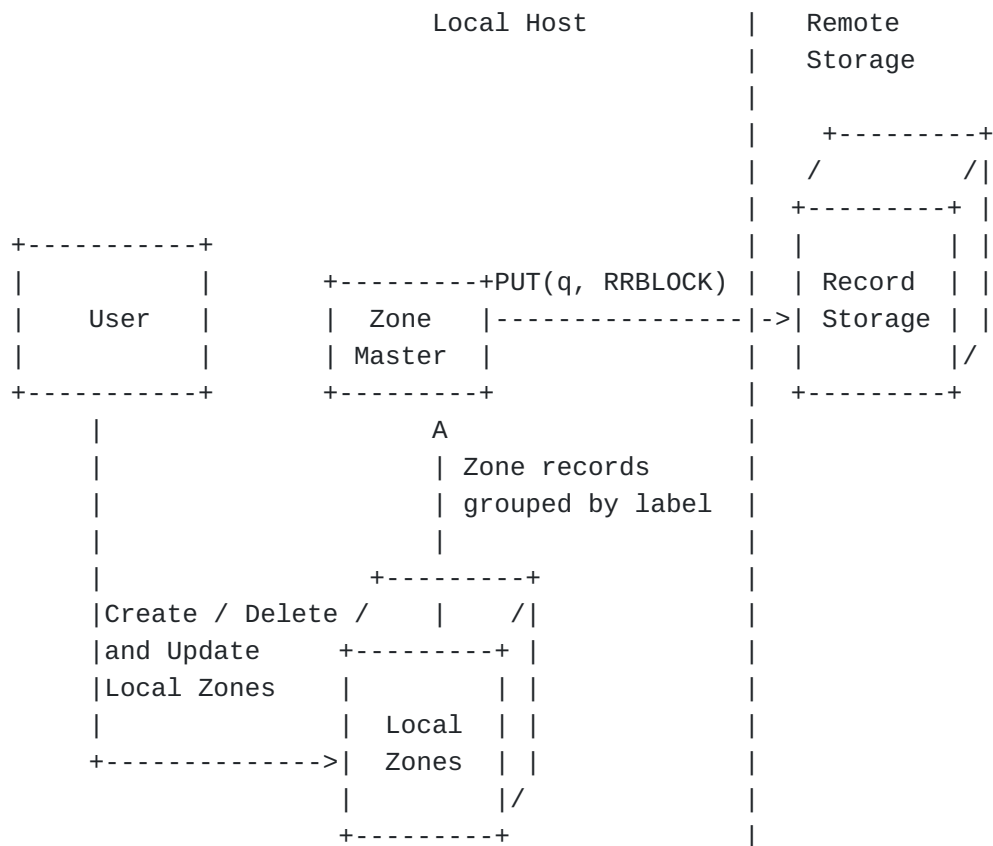 Local Host
Remote
Storage
PUT(q, RRBLOCK)
Record
Storage
User
Zone
Master
A
Zone records
grouped by label
Create / Delete /
and Update
Local Zones
Local
Zones